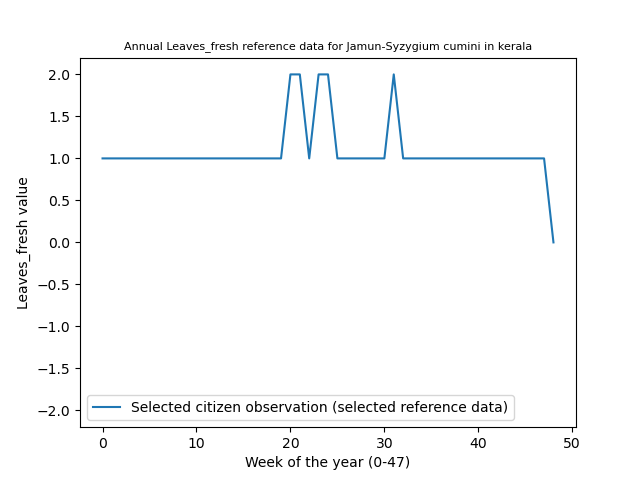 Annual Leaves_fresh reference data for Jamun-Syzygium cumini in kerala
2.0
1.5
1.0
0.5
0.0
−0.5
−1.0
−1.5
−2.0
Leaves_fresh value
Selected citizen observation (selected reference data)
0 10 20 30 40 50
Week of the year (0-47)